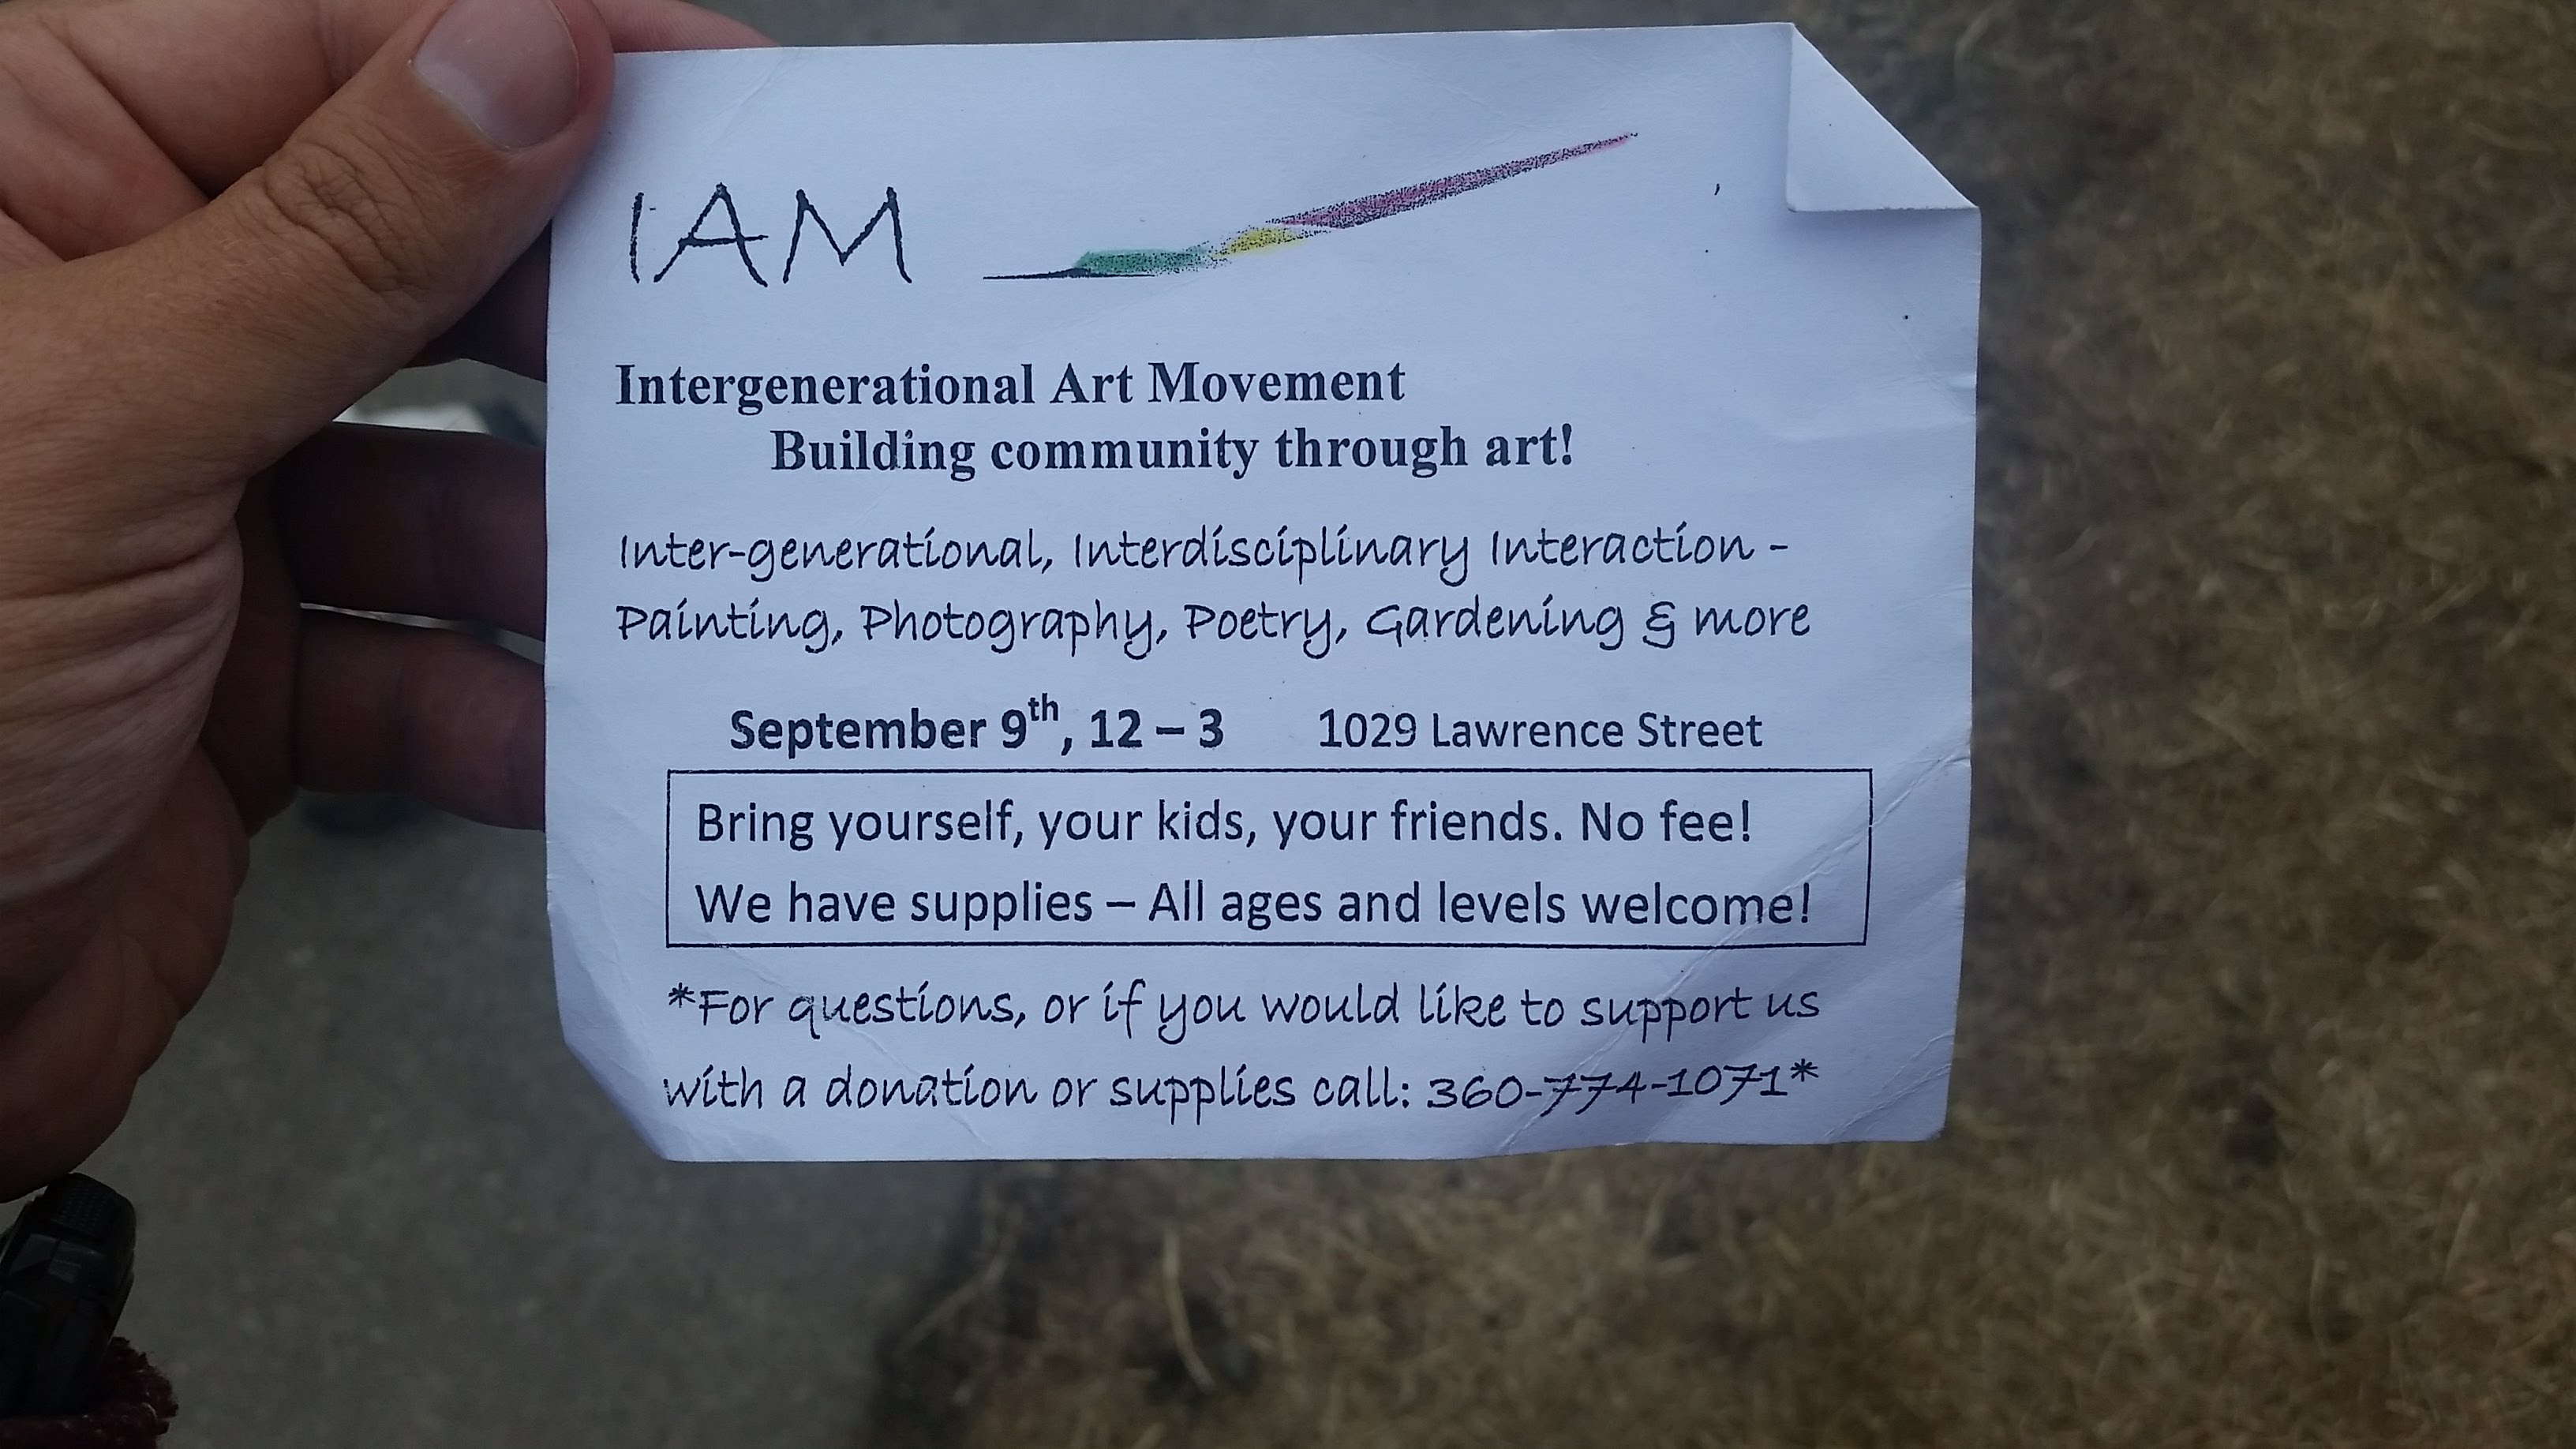 IAM
Intergenerational Art Movement
Building community through art!
Inter-generational, Interdisciplinary Interaction -
Painting, Photography, Poetry, Gardening & more
September 9th, 12 – 3 1029 Lawrence Street
Bring yourself, your kids, your friends. No fee!
We have supplies – All ages and levels welcome!
*For questions, or if you would like to support us
with a donation or supplies call: 360-774-1071*